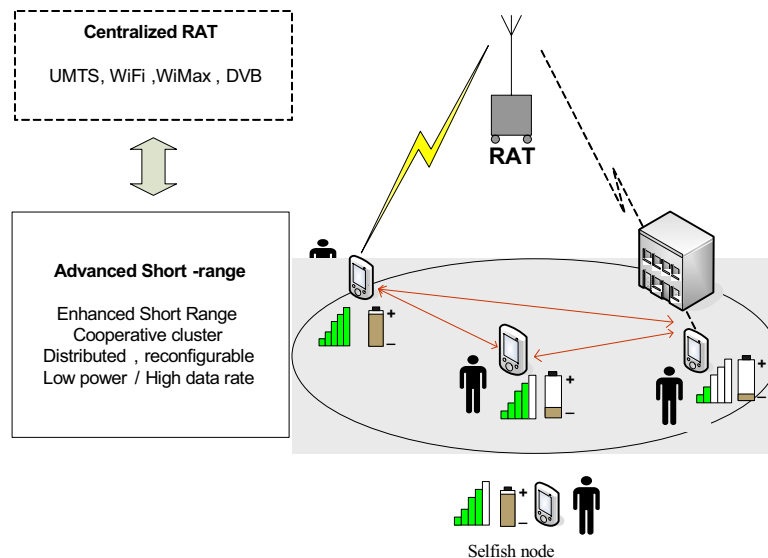 Centralized RAT
UMTS, WiFi ,WiMax , DVB
RAT
Advanced Short -range
Enhanced Short Range
Cooperative cluster
Distributed , reconfigurable
Low power / High data rate
+
–
+
–
+
–
+
–
Selfish node